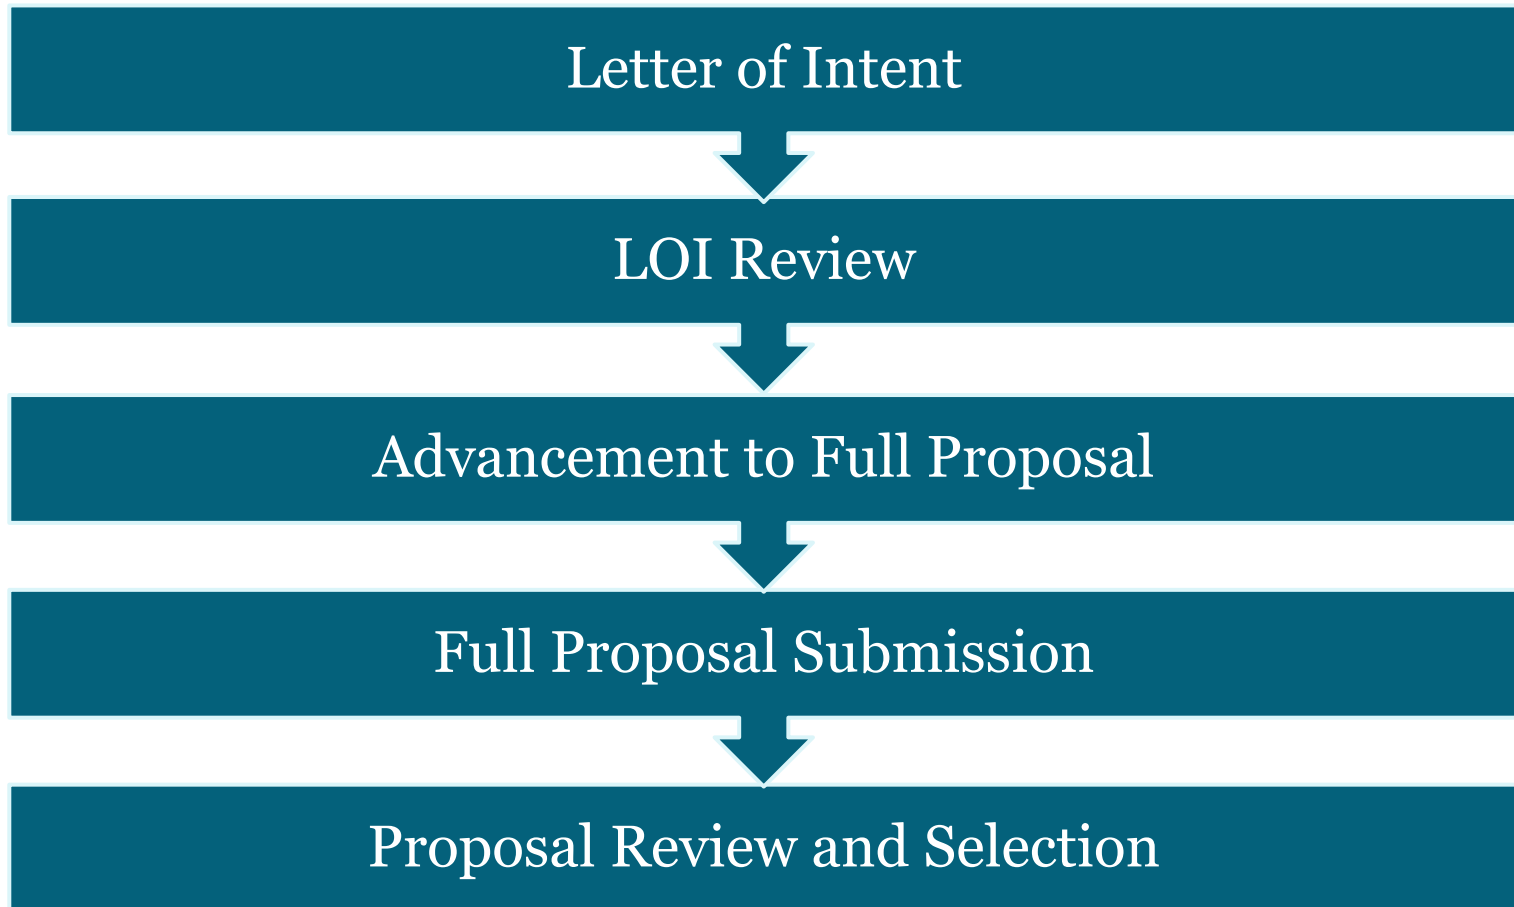 Letter of Intent
LOI Review
Advancement to Full Proposal
Full Proposal Submission
Proposal Review and Selection